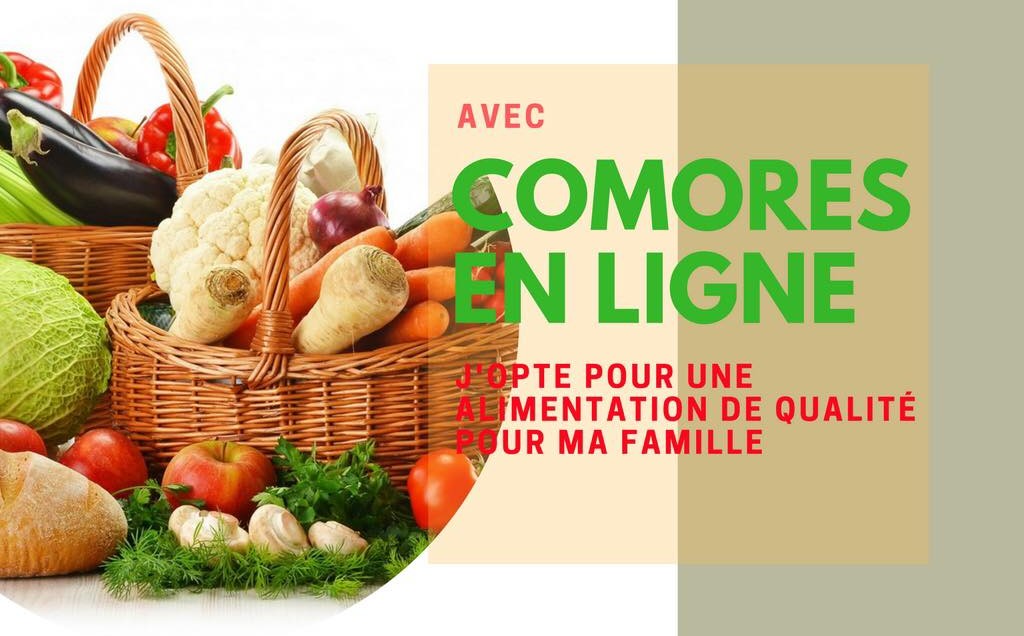 AVEC
COMORES
EN LIGNE
J'OPTE POUR UNE
ALIMENTATION DE QUALITÉ
POUR MA FAMILLE